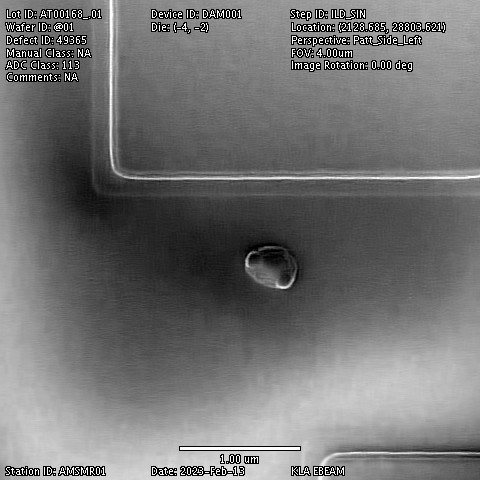 Lot ID: AT00168_01 Device ID: DAM001 Step ID: ILD_SIN
Wafer ID: @01 Die: (-4, -2) Location: (2128.685, 28803.621)
Defect ID: 49365 Perspective: Patt_Side_Left
Manual Class: NA FOV: 4.00um
ADC Class: 113 Image Rotation: 0.00 deg
Comments: NA
1.00 um
Station ID: AMSMR01 Date: 2023-Feb-13 KLA EBEAM